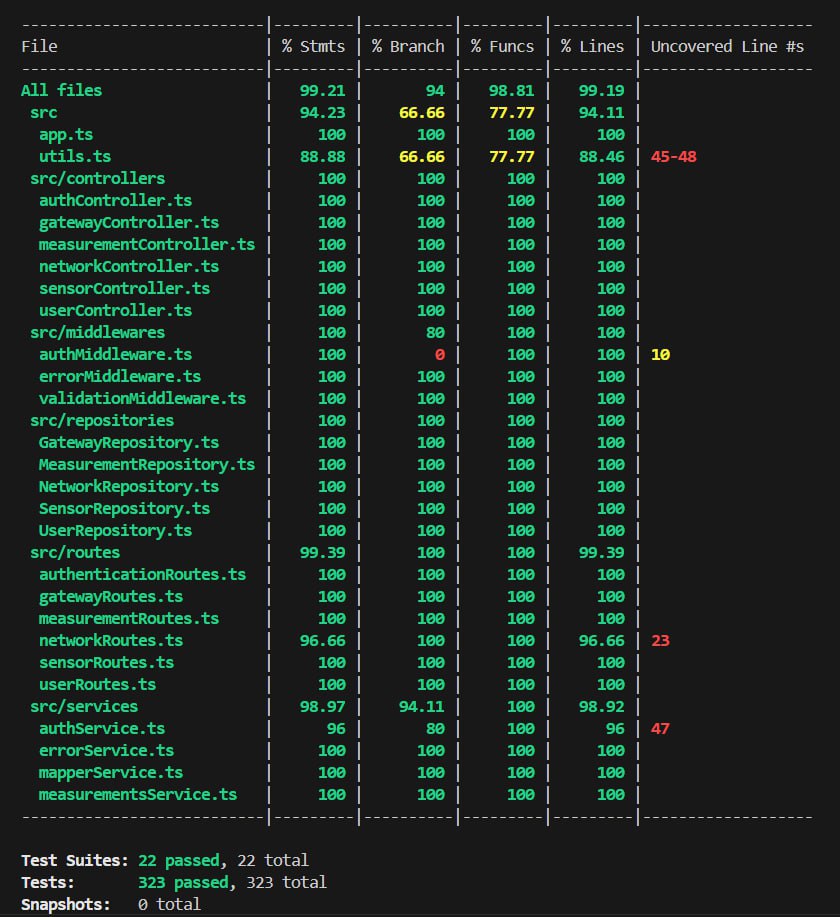 --------------------------|---------|----------|---------|---------|-------------------
File                      | % Stmts | % Branch | % Funcs | % Lines | Uncovered Line #s
--------------------------|---------|----------|---------|---------|-------------------
All files                 |   99.21 |       94 |   98.81 |   99.19 |
 src                      |   94.23 |    66.66 |   77.77 |   94.11 |
  app.ts                  |     100 |      100 |     100 |     100 |
  utils.ts                |   88.88 |    66.66 |   77.77 |   88.46 | 45-48
 src/controllers          |     100 |      100 |     100 |     100 |
  authController.ts       |     100 |      100 |     100 |     100 |
  gatewayController.ts    |     100 |      100 |     100 |     100 |
  measurementController.ts |     100 |      100 |     100 |     100 |
  networkController.ts    |     100 |      100 |     100 |     100 |
  sensorController.ts     |     100 |      100 |     100 |     100 |
  userController.ts       |     100 |      100 |     100 |     100 |
 src/middlewares          |     100 |       80 |     100 |     100 |
  authMiddleware.ts       |     100 |        0 |     100 |     100 | 10
  errorMiddleware.ts      |     100 |      100 |     100 |     100 |
  validationMiddleware.ts |     100 |      100 |     100 |     100 |
 src/repositories         |     100 |      100 |     100 |     100 |
  GatewayRepository.ts    |     100 |      100 |     100 |     100 |
  MeasurementRepository.ts |     100 |      100 |     100 |     100 |
  NetworkRepository.ts    |     100 |      100 |     100 |     100 |
  SensorRepository.ts     |     100 |      100 |     100 |     100 |
  UserRepository.ts       |     100 |      100 |     100 |     100 |
 src/routes               |   99.39 |      100 |     100 |   99.39 |
  authenticationRoutes.ts |     100 |      100 |     100 |     100 |
  gatewayRoutes.ts        |     100 |      100 |     100 |     100 |
  measurementRoutes.ts    |     100 |      100 |     100 |     100 |
  networkRoutes.ts        |   96.66 |      100 |     100 |   96.66 | 23
  sensorRoutes.ts         |     100 |      100 |     100 |     100 |
  userRoutes.ts           |     100 |      100 |     100 |     100 |
 src/services             |   98.97 |    94.11 |     100 |   98.92 |
  authService.ts          |      96 |       80 |     100 |      96 | 47
  errorService.ts         |     100 |      100 |     100 |     100 |
  mapperService.ts        |     100 |      100 |     100 |     100 |
  measurementsService.ts  |     100 |      100 |     100 |     100 |
--------------------------|---------|----------|---------|---------|-------------------
Test Suites: 22 passed, 22 total
Tests:       323 passed, 323 total
Snapshots:   0 total